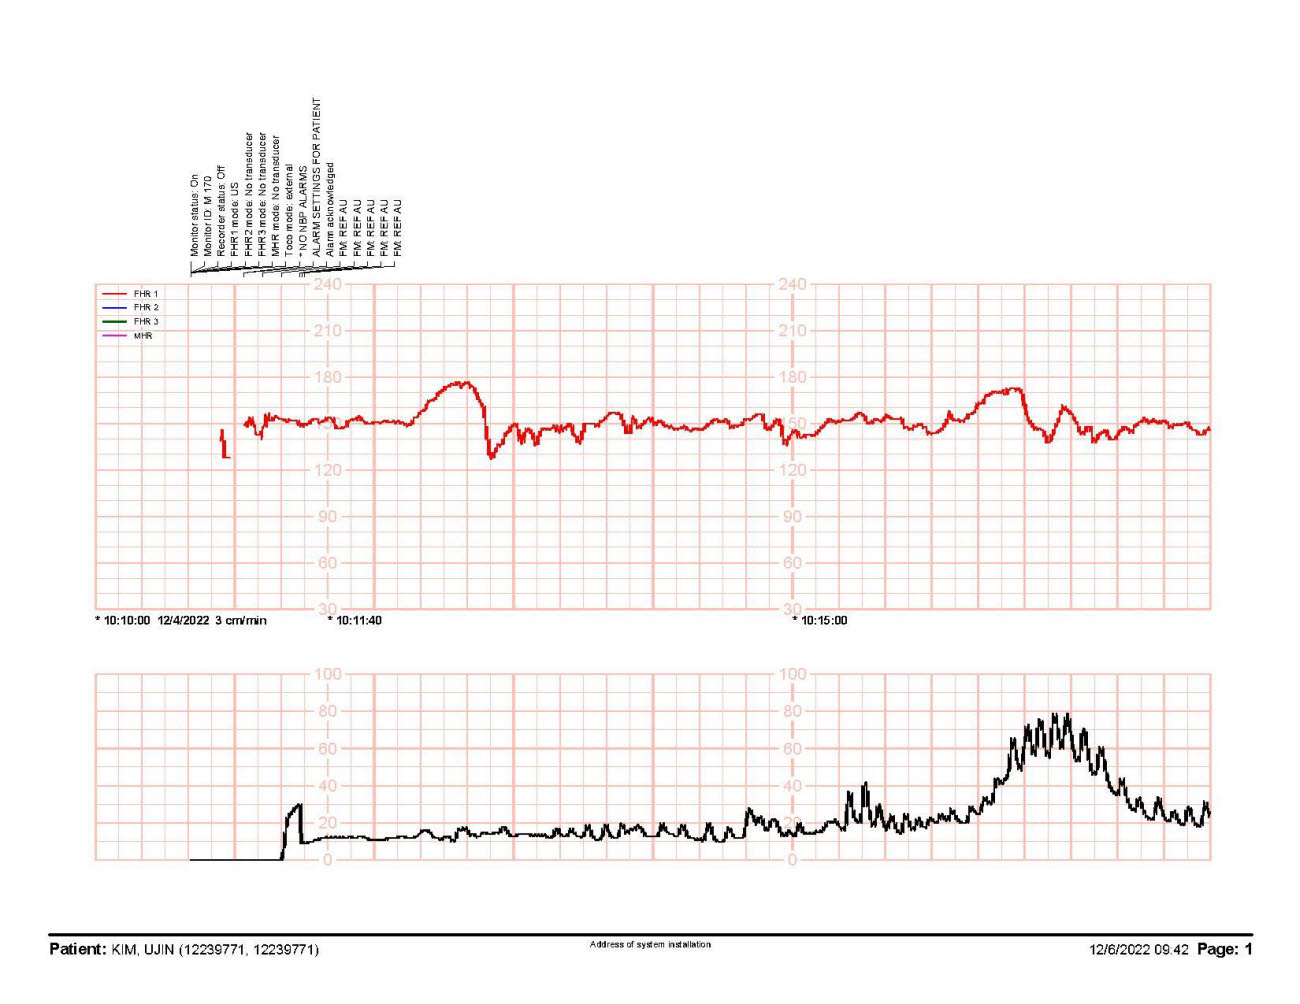 Monitor status: On
Monitor ID: M 170
Recorder status: Off
FHR1 mode: US
FHR2 mode: No transducer
FHR3 mode: No transducer
MHR mode: No transducer
Toco mode: external
* NO NBP ALARMS
ALARM SETTINGS FOR PATIENT
Alarm acknowledged
FM: REF AU
FM: REF AU
FM: REF AU
FM: REF AU
FM: REF AU
FHR 1
FHR 2
FHR 3
MHR
240 240
210 210
180 180
150 150
120 120
90 90
60 60
30 30
* 10:10:00 12/4/2022 3 cm/min * 10:11:40 * 10:15:00
100 100
80 80
60 60
40 40
20 20
0 0
Patient: KIM, UJIN (12239771, 12239771) Address of system installation 12/6/2022 09:42 Page: 1